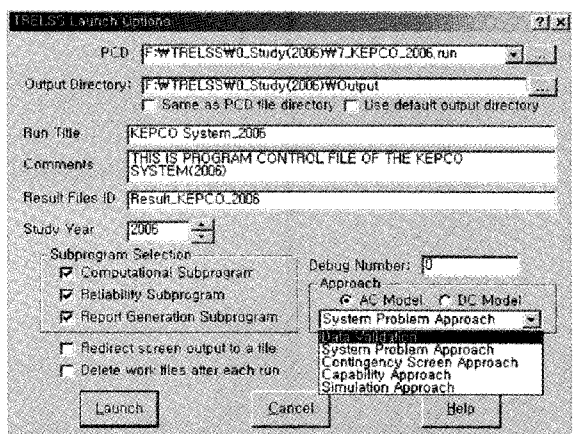 TRELSS Launch Options
PCD F:₩TRELSS₩0_Study(2006)₩7_KEPCO_2006.run ...
Output Directory: F:₩TRELSS₩0_Study(2006)₩Output ...
Same as PCD file directory Use default output directory
Run Title KEPCO System_2006
Comments THIS IS PROGRAM CONTROL FILE OF THE KEPCO
SYSTEM(2006)
Result Files ID Result_KEPCO_2006
Study Year 2006
Subprogram Selection
Computational Subprogram
Reliability Subprogram
Report Generation Subprogram
Redirect screen output to a file
Delete work files after each run
Debug Number: 0
Approach
AC Model DC Model
System Problem Approach
Data Validation
System Problem Approach
Contingency Screen Approach
Capability Approach
Simulation Approach
Launch Cancel Help